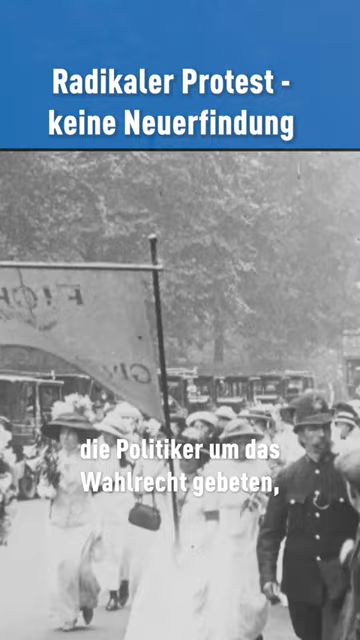 Radikaler Protest -
keine Neuerfindung
die Politiker um das
Wahlrecht gebeten,